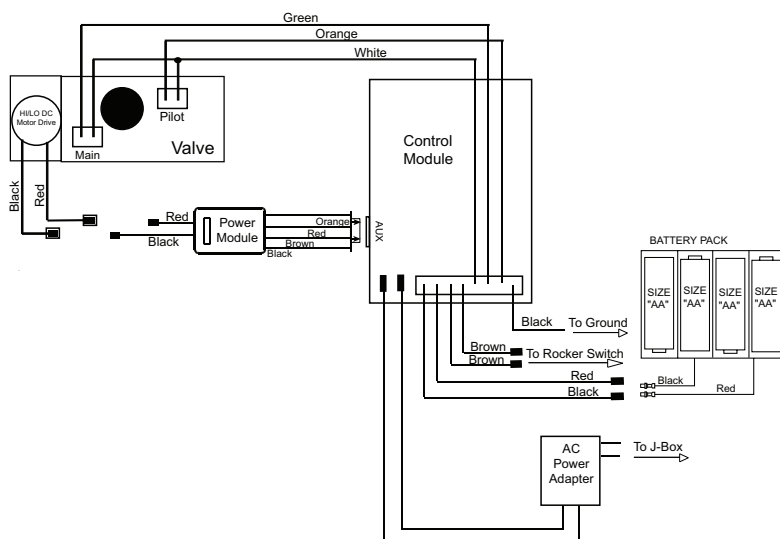 Green
Orange
White
HI/LO DC
Motor Drive
Pilot
Main
Valve
Control
Module
Black
Red
Red
Black
Power
Module
Orange
Red
Brown
Black
AUX
BATTERY PACK
SIZE
"AA"
SIZE
"AA"
SIZE
"AA"
SIZE
"AA"
Black
To Ground
Brown
Brown
To Rocker Switch
Red
Black
Black
Red
AC
Power
Adapter
To J-Box